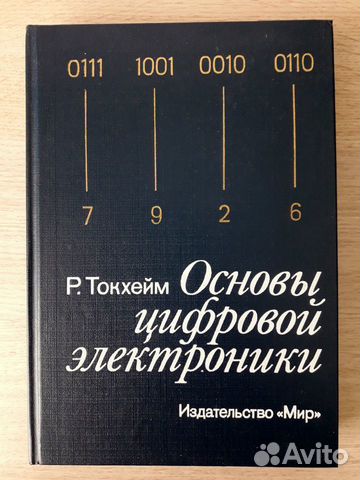 0111 1001 0010 0110
7 9 2 6
Р. Токхейм Основы
цифровой
электроники
Издательство «Мир»
Avito